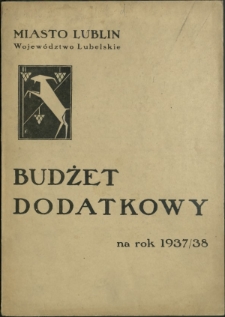 MIASTO LUBLIN
Województwo Lubelskie
BUDŻET
DODATKOWY
na rok 1937/38